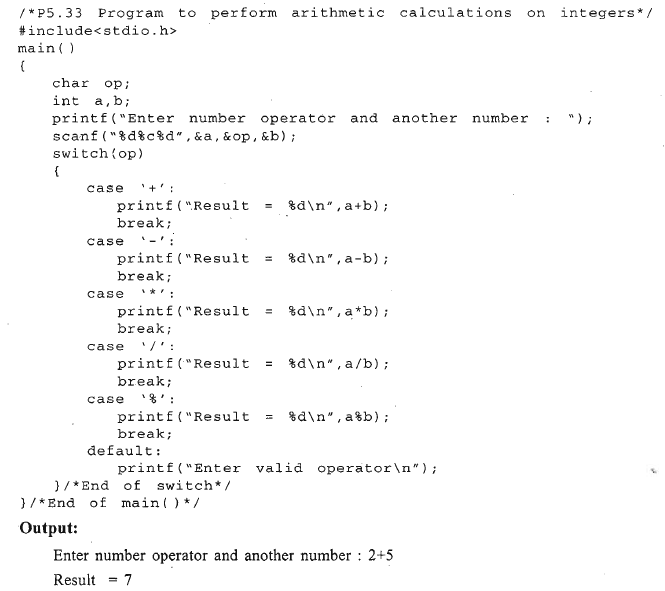 /*P5.33 Program to perform arithmetic calculations on integers*/
#include<stdio.h>
main()
{
char op;
int a,b;
printf("Enter number operator and another number : ");
scanf("%d%c%d",&a,&op,&b);
switch(op)
{
case '+':
printf("Result = %d\n",a+b);
break;
case '-':
printf("Result = %d\n",a-b);
break;
case '*':
printf("Result = %d\n",a*b);
break;
case '/':
printf("Result = %d\n",a/b);
break;
case '%':
printf("Result = %d\n",a%b);
break;
default:
printf("Enter valid operator\n");
}/*End of switch*/
}/*End of main()*/
Output:
Enter number operator and another number : 2+5
Result = 7